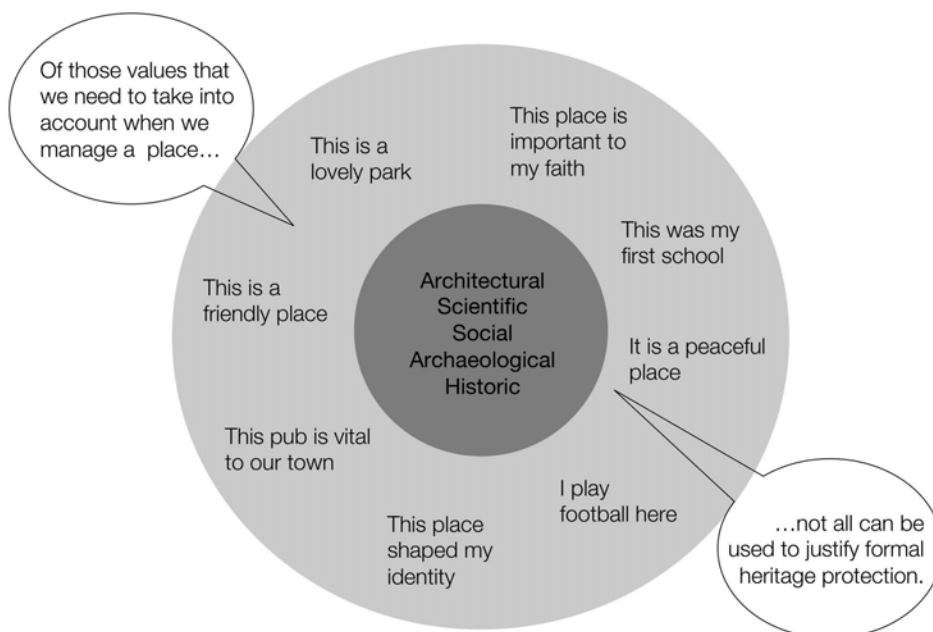 Of those values that
we need to take into
account when we
manage a place…
This is a
lovely park
This place is
important to
my faith
This was my
first school
This is a
friendly place
Architectural
Scientific
Social
Archaeological
Historic
It is a peaceful
place
This pub is vital
to our town
I play
football here
This place
shaped my
identity
…not all can be
used to justify formal
heritage protection.